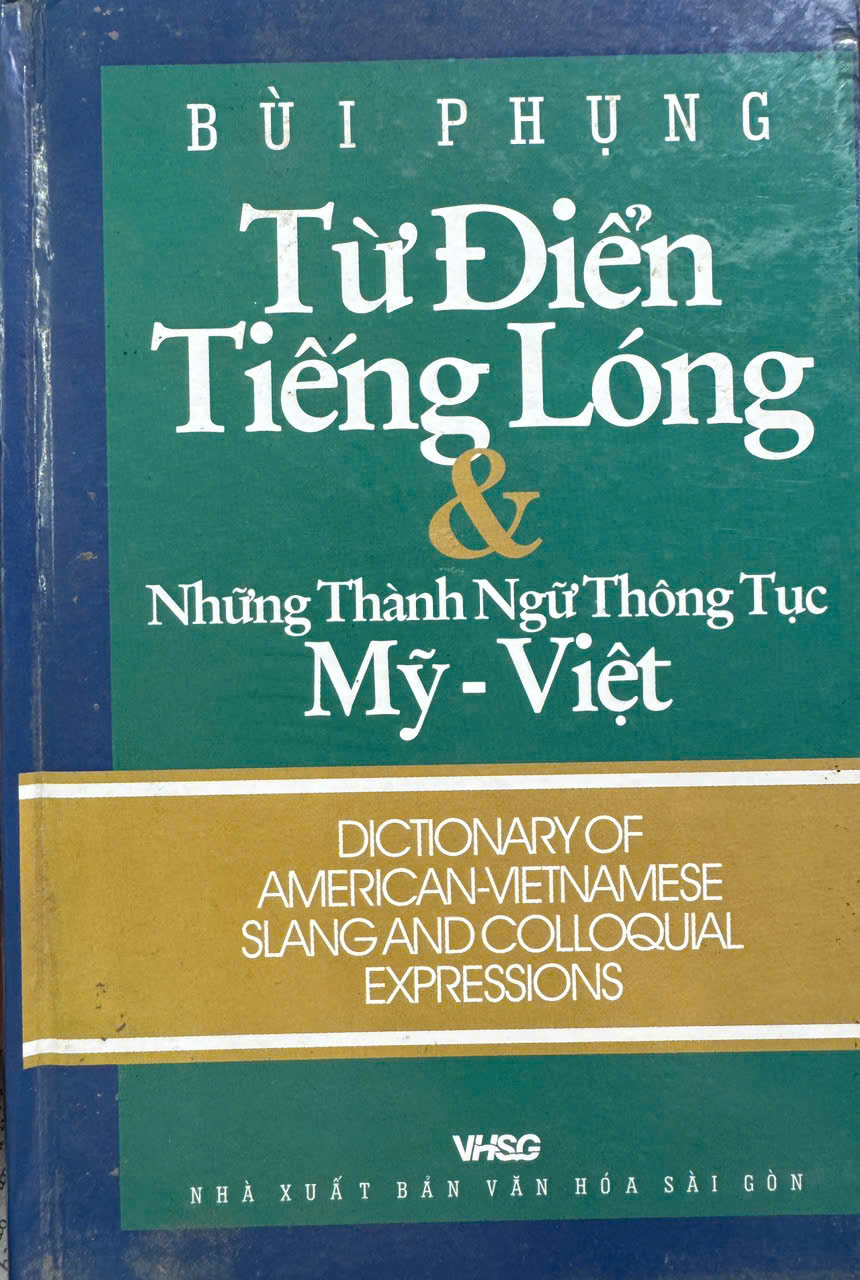 BÙI PHỤNG
Từ Điển
Tiếng Lóng
&
Những Thành Ngữ Thông Tục
Mỹ - Việt
DICTIONARY OF
AMERICAN-VIETNAMESE
SLANG AND COLLOQUIAL
EXPRESSIONS
VHSG
NHÀ XUẤT BẢN VĂN HÓA SÀI GÒN